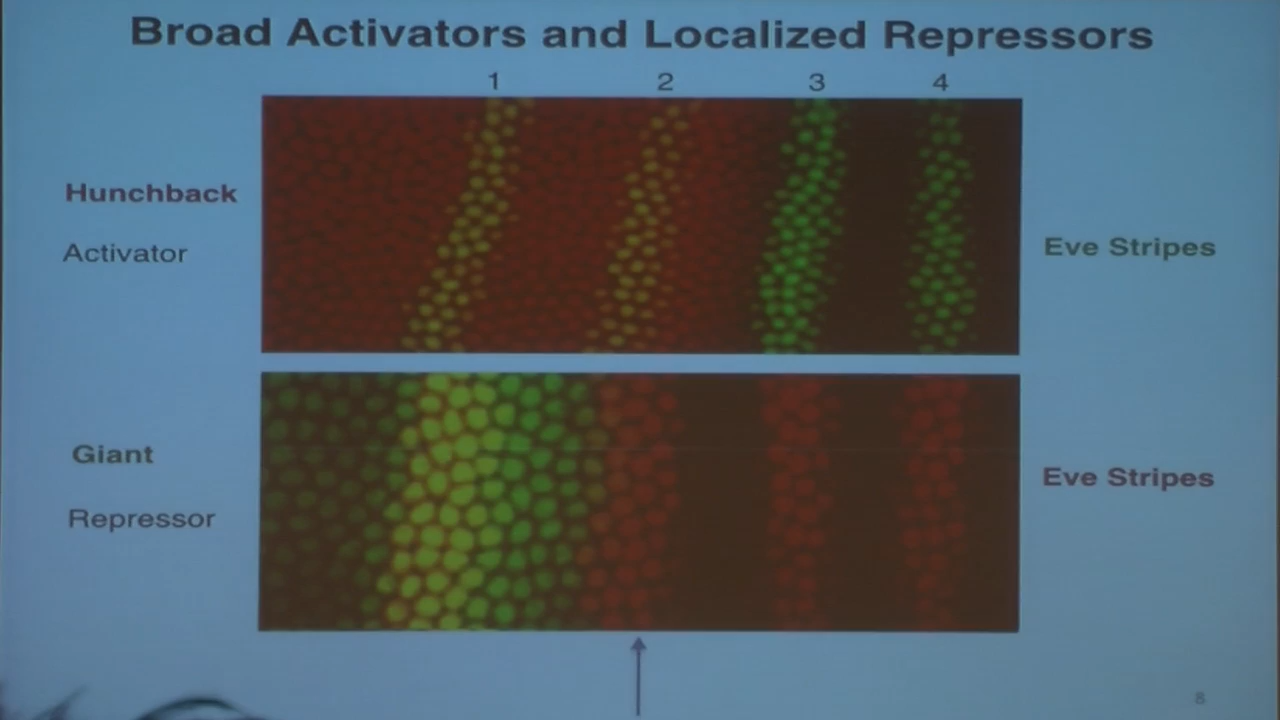 Broad Activators and Localized Repressors
1 2 3 4
Hunchback
Activator
Eve Stripes
Giant
Repressor
Eve Stripes
8